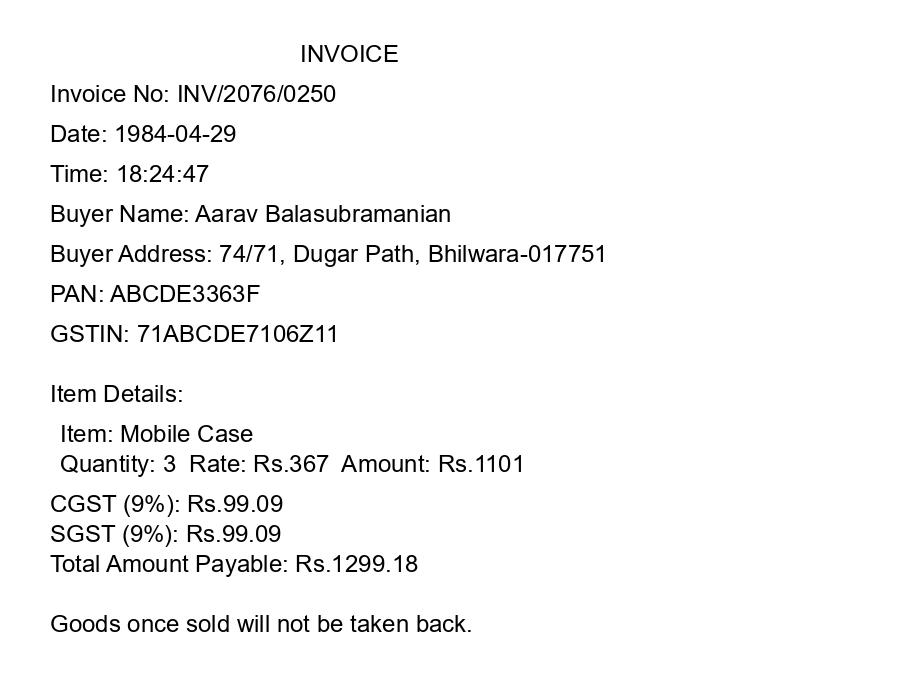 INVOICE
Invoice No: INV/2076/0250
Date: 1984-04-29
Time: 18:24:47
Buyer Name: Aarav Balasubramanian
Buyer Address: 74/71, Dugar Path, Bhilwara-017751
PAN: ABCDE3363F
GSTIN: 71ABCDE7106Z11
Item Details:
Item: Mobile Case
Quantity: 3  Rate: Rs.367  Amount: Rs.1101
CGST (9%): Rs.99.09
SGST (9%): Rs.99.09
Total Amount Payable: Rs.1299.18
Goods once sold will not be taken back.